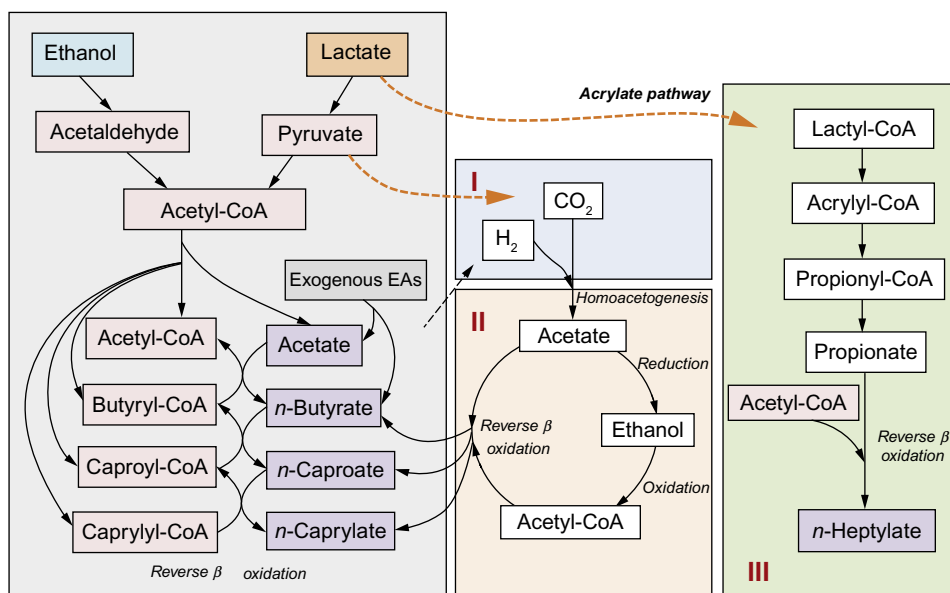 Ethanol
Lactate
Acetaldehyde
Pyruvate
Acetyl-CoA
Exogenous EAs
Acetyl-CoA
Acetate
Butyryl-CoA
n-Butyrate
Caproyl-CoA
n-Caproate
Caprylyl-CoA
n-Caprylate
Reverse β oxidation
Acrylate pathway
I
CO2
H2
Homoacetogenesis
II
Acetate
Reduction
Reverse β
oxidation
Ethanol
Oxidation
Acetyl-CoA
Lactyl-CoA
Acrylyl-CoA
Propionyl-CoA
Propionate
Acetyl-CoA
Reverse β
oxidation
n-Heptylate
III